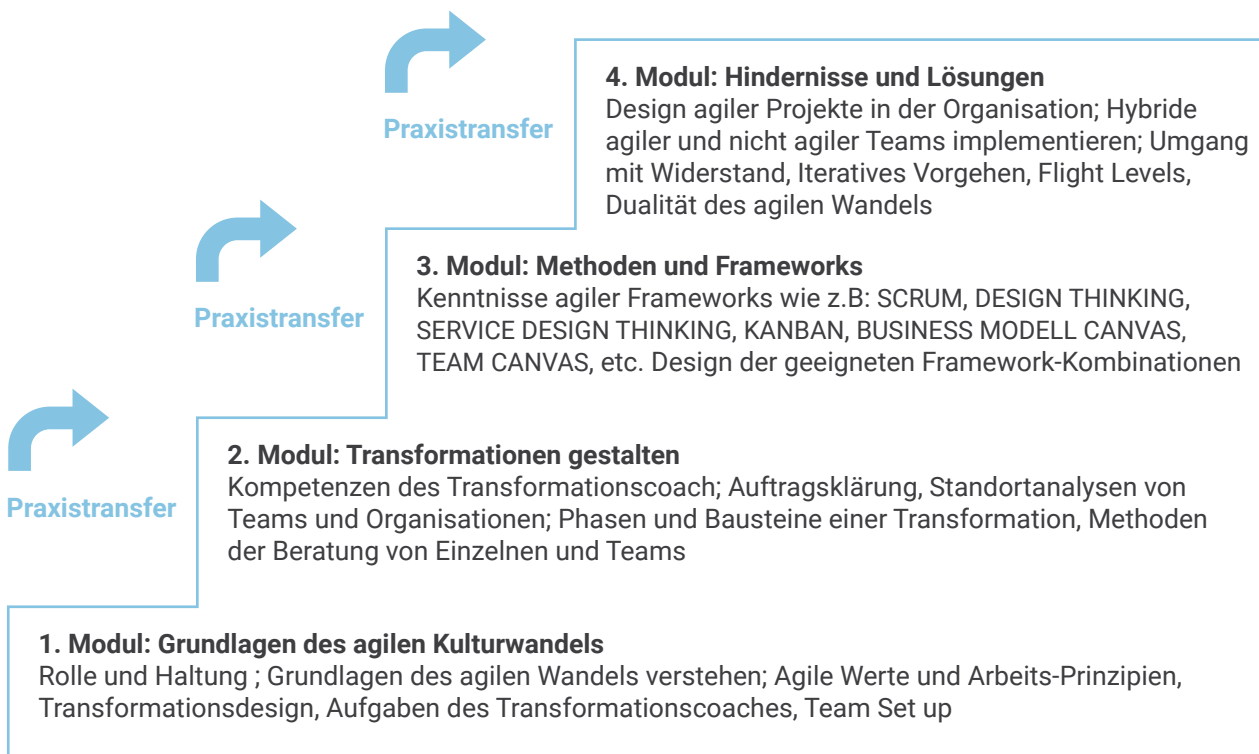 Praxistransfer
4. Modul: Hindernisse und Lösungen
Design agiler Projekte in der Organisation; Hybride
agiler und nicht agiler Teams implementieren; Umgang
mit Widerstand, Iteratives Vorgehen, Flight Levels,
Dualität des agilen Wandels
Praxistransfer
3. Modul: Methoden und Frameworks
Kenntnisse agiler Frameworks wie z.B: SCRUM, DESIGN THINKING,
SERVICE DESIGN THINKING, KANBAN, BUSINESS MODELL CANVAS,
TEAM CANVAS, etc. Design der geeigneten Framework-Kombinationen
Praxistransfer
2. Modul: Transformationen gestalten
Kompetenzen des Transformationscoach; Auftragsklärung, Standortanalysen von
Teams und Organisationen; Phasen und Bausteine einer Transformation, Methoden
der Beratung von Einzelnen und Teams
1. Modul: Grundlagen des agilen Kulturwandels
Rolle und Haltung ; Grundlagen des agilen Wandels verstehen; Agile Werte und Arbeits-Prinzipien,
Transformationsdesign, Aufgaben des Transformationscoaches, Team Set up